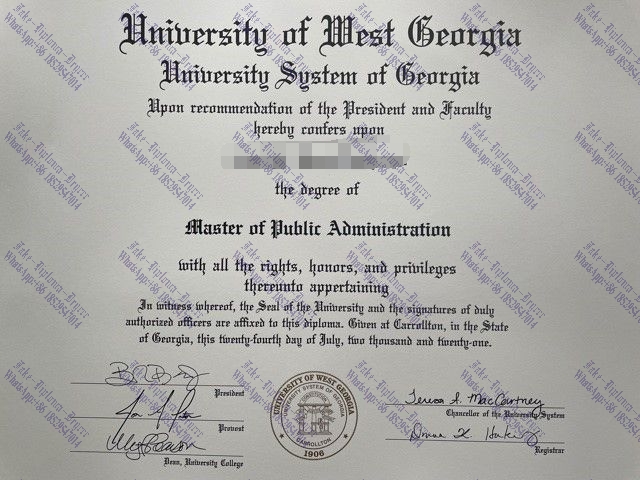 University of West Georgia
University System of Georgia
Upon recommendation of the President and Faculty
hereby confers upon
the degree of
Master of Public Administration
with all the rights, honors, and privileges
thereunto appertaining
In witness whereof, the Seal of the University and the signatures of duly
authorized officers are affixed to this diploma. Given at Carrollton, in the State
of Georgia, this twenty-fourth day of July, two thousand and twenty-one.
President
Provost
Dean, University College
UNIVERSITY OF WEST GEORGIA
UNIVERSITY SYSTEM OF GEORGIA
CARROLLTON
1906
MacCartney
Chancellor of the University System
Registrar